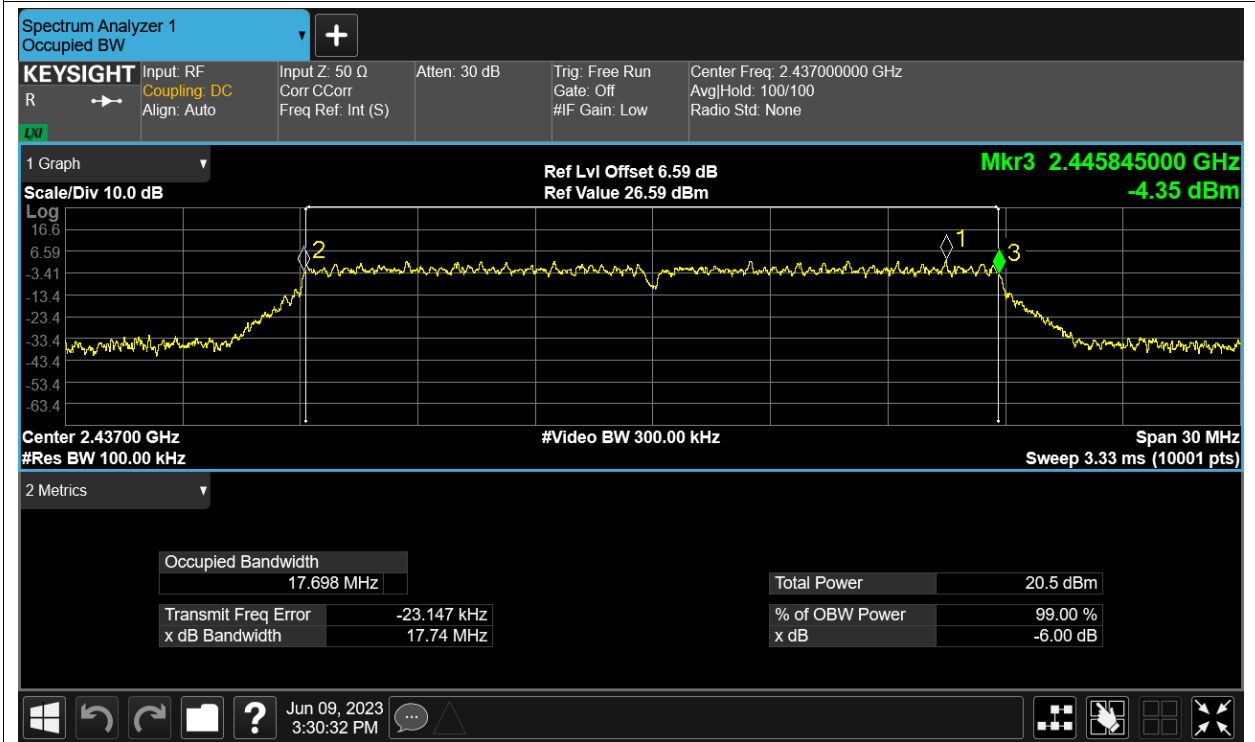 Spectrum Analyzer 1
Occupied BW
KEYSIGHT
R
LXI
Input: RF
Coupling: DC
Align: Auto
Input Z: 50 Ω
Corr CCorr
Freq Ref: Int (S)
Atten: 30 dB
Trig: Free Run
Gate: Off
#IF Gain: Low
Center Freq: 2.437000000 GHz
Avg|Hold: 100/100
Radio Std: None
1 Graph
Scale/Div 10.0 dB
Ref Lvl Offset 6.59 dB
Ref Value 26.59 dBm
Mkr3 2.445845000 GHz
-4.35 dBm
Log
16.6
6.59
-3.41
-13.4
-23.4
-33.4
-43.4
-53.4
-63.4
2
1
3
Center 2.43700 GHz
#Video BW 300.00 kHz
Span 30 MHz
#Res BW 100.00 kHz
Sweep 3.33 ms (10001 pts)
2 Metrics
Occupied Bandwidth
17.698 MHz
Total Power 20.5 dBm
Transmit Freq Error -23.147 kHz
% of OBW Power 99.00 %
x dB Bandwidth 17.74 MHz
x dB -6.00 dB
?
Jun 09, 2023
3:30:32 PM